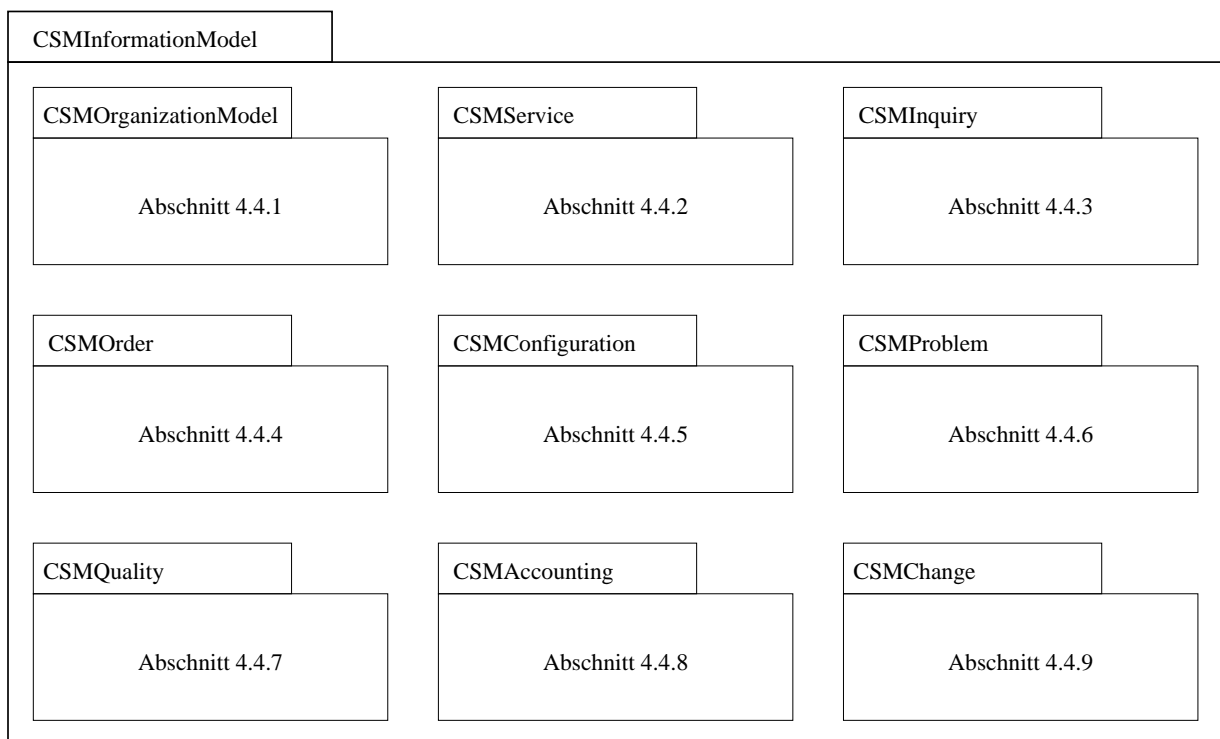 CSMInformationModel
CSMOrganizationModel
CSMService
CSMInquiry
Abschnitt 4.4.1
Abschnitt 4.4.2
Abschnitt 4.4.3
CSMOrder
CSMConfiguration
CSMProblem
Abschnitt 4.4.4
Abschnitt 4.4.5
Abschnitt 4.4.6
CSMQuality
CSMAccounting
CSMChange
Abschnitt 4.4.7
Abschnitt 4.4.8
Abschnitt 4.4.9